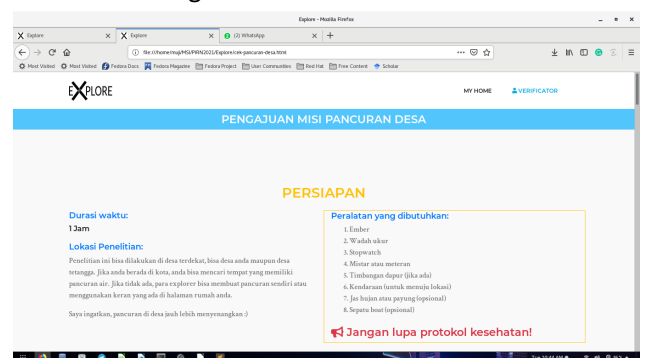 Explore - Mozilla Firefox
Explore
Explore
(2) WhatsApp
file:///home/muji/MSI/PIRN2021/Explore/cek-pancuran-desa.html
Most Visited
Most Visited
Fedora Docs
Fedora Magazine
Fedora Project
User Communities
Red Hat
Free Content
Scholar
EXPLORE
MY HOME
VERIFICATOR
PENGAJUAN MISI PANCURAN DESA
PERSIAPAN
Durasi waktu:
1 Jam
Lokasi Penelitian:
Penelitian ini bisa dilakukan di desa terdekat, bisa desa anda maupun desa
tetangga. Jika anda berada di kota, anda bisa mencari tempat yang memiliki
pancuran air. Jika tidak ada, para explorer bisa membuat pancuran sendiri atau
menggunakan keran yang ada di halaman rumah anda.
Saya ingatkan, pancuran di desa jauh lebih menyenangkan :)
Peralatan yang dibutuhkan:
1. Ember
2. Wadah ukur
3. Stopwatch
4. Mistar atau meteran
5. Timbangan dapur (jika ada)
6. Kendaraan (untuk menuju lokasi)
7. Jas hujan atau payung (opsional)
8. Sepatu boat (opsional)
Jangan lupa protokol kesehatan!